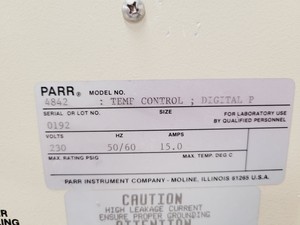 PARR® MODEL NO.
4842 : TEMP CONTROL ; DIGITAL P
SERIAL OR LOT NO. SIZE FOR LABORATORY USE
0192 BY QUALIFIED PERSONNEL
VOLTS HZ AMPS
230 50/60 15.0
MAX. RATING PSIG MAX. TEMP. DEG C
PARR INSTRUMENT COMPANY - MOLINE, ILLINOIS 61265 U.S.A.
CAUTION
HIGH LEAKAGE CURRENT
ENSURE PROPER GROUNDING
ATTENTION